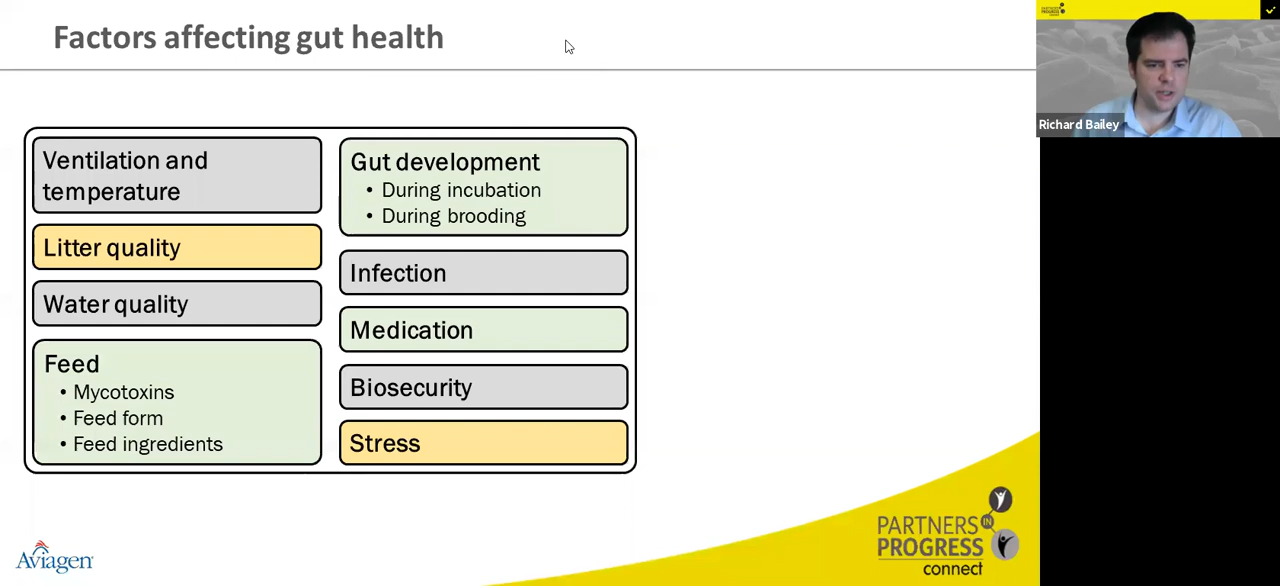 Factors affecting gut health
Ventilation and
temperature
Litter quality
Water quality
Feed
• Mycotoxins
• Feed form
• Feed ingredients
Gut development
• During incubation
• During brooding
Infection
Medication
Biosecurity
Stress
Aviagen
PARTNERS
IN
PROGRESS
connect
Richard Bailey